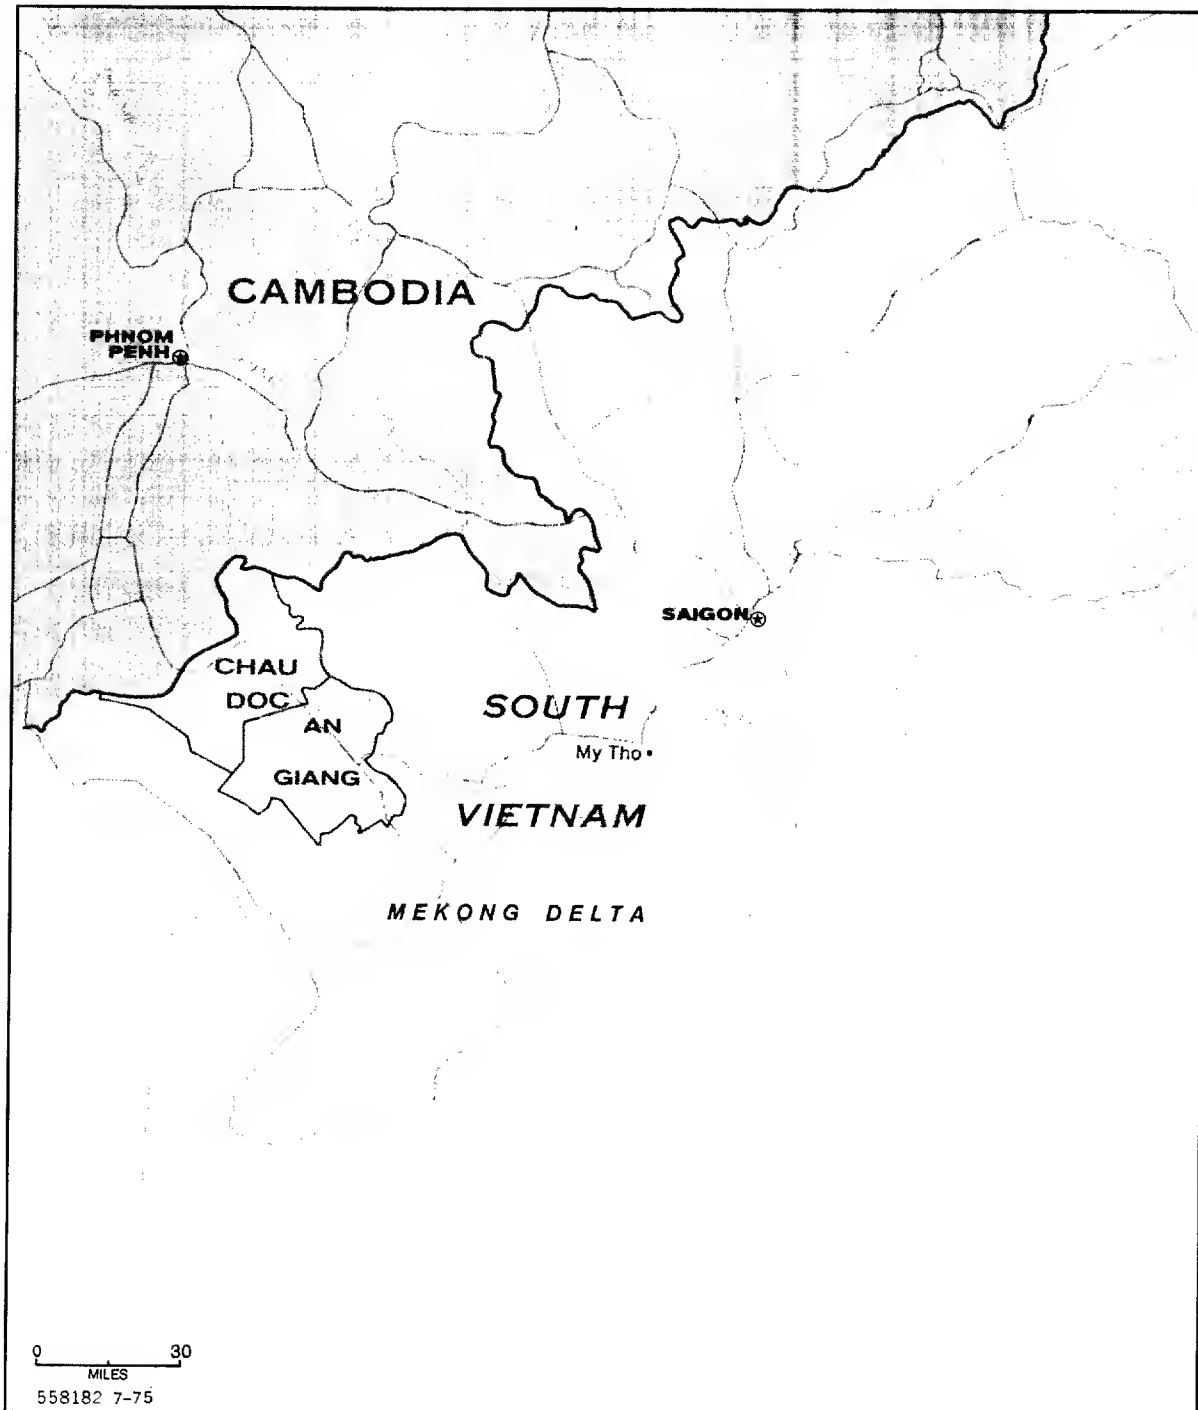 CAMBODIA
PHNOM
PENH
SAIGON
CHAU
DOC
AN
GIANG
SOUTH
My Tho
VIETNAM
MEKONG DELTA
0 30
MILES
558182 7-75